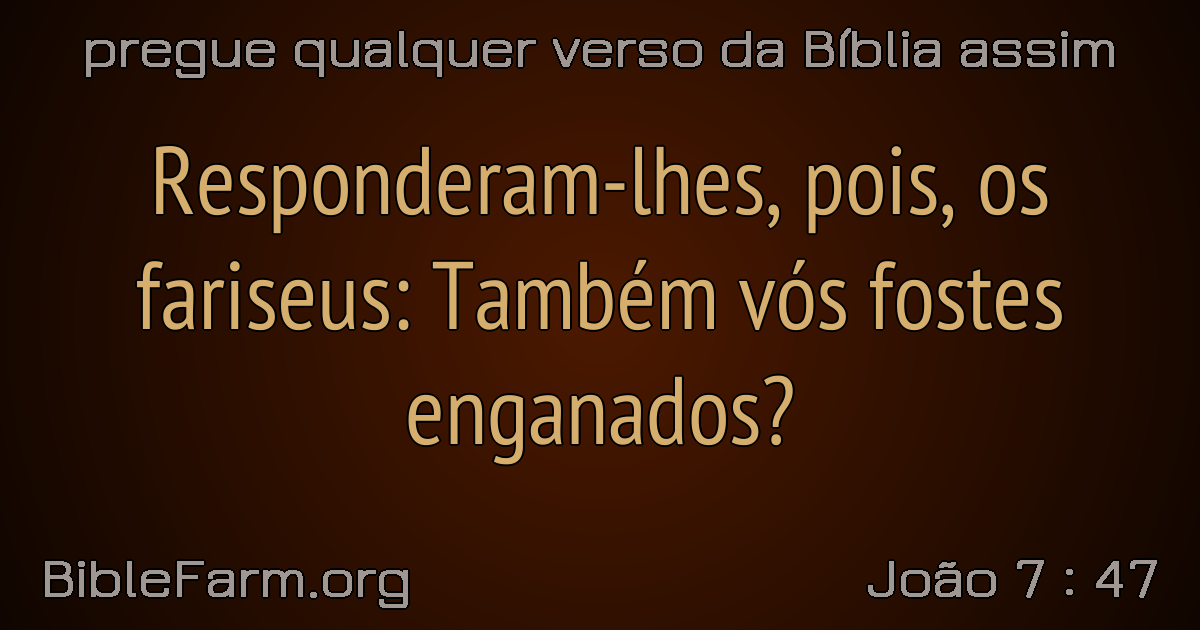 pregue qualquer verso da Bíblia assim
Responderam-lhes, pois, os
fariseus: Também vós fostes
enganados?
BibleFarm.org
João 7 : 47